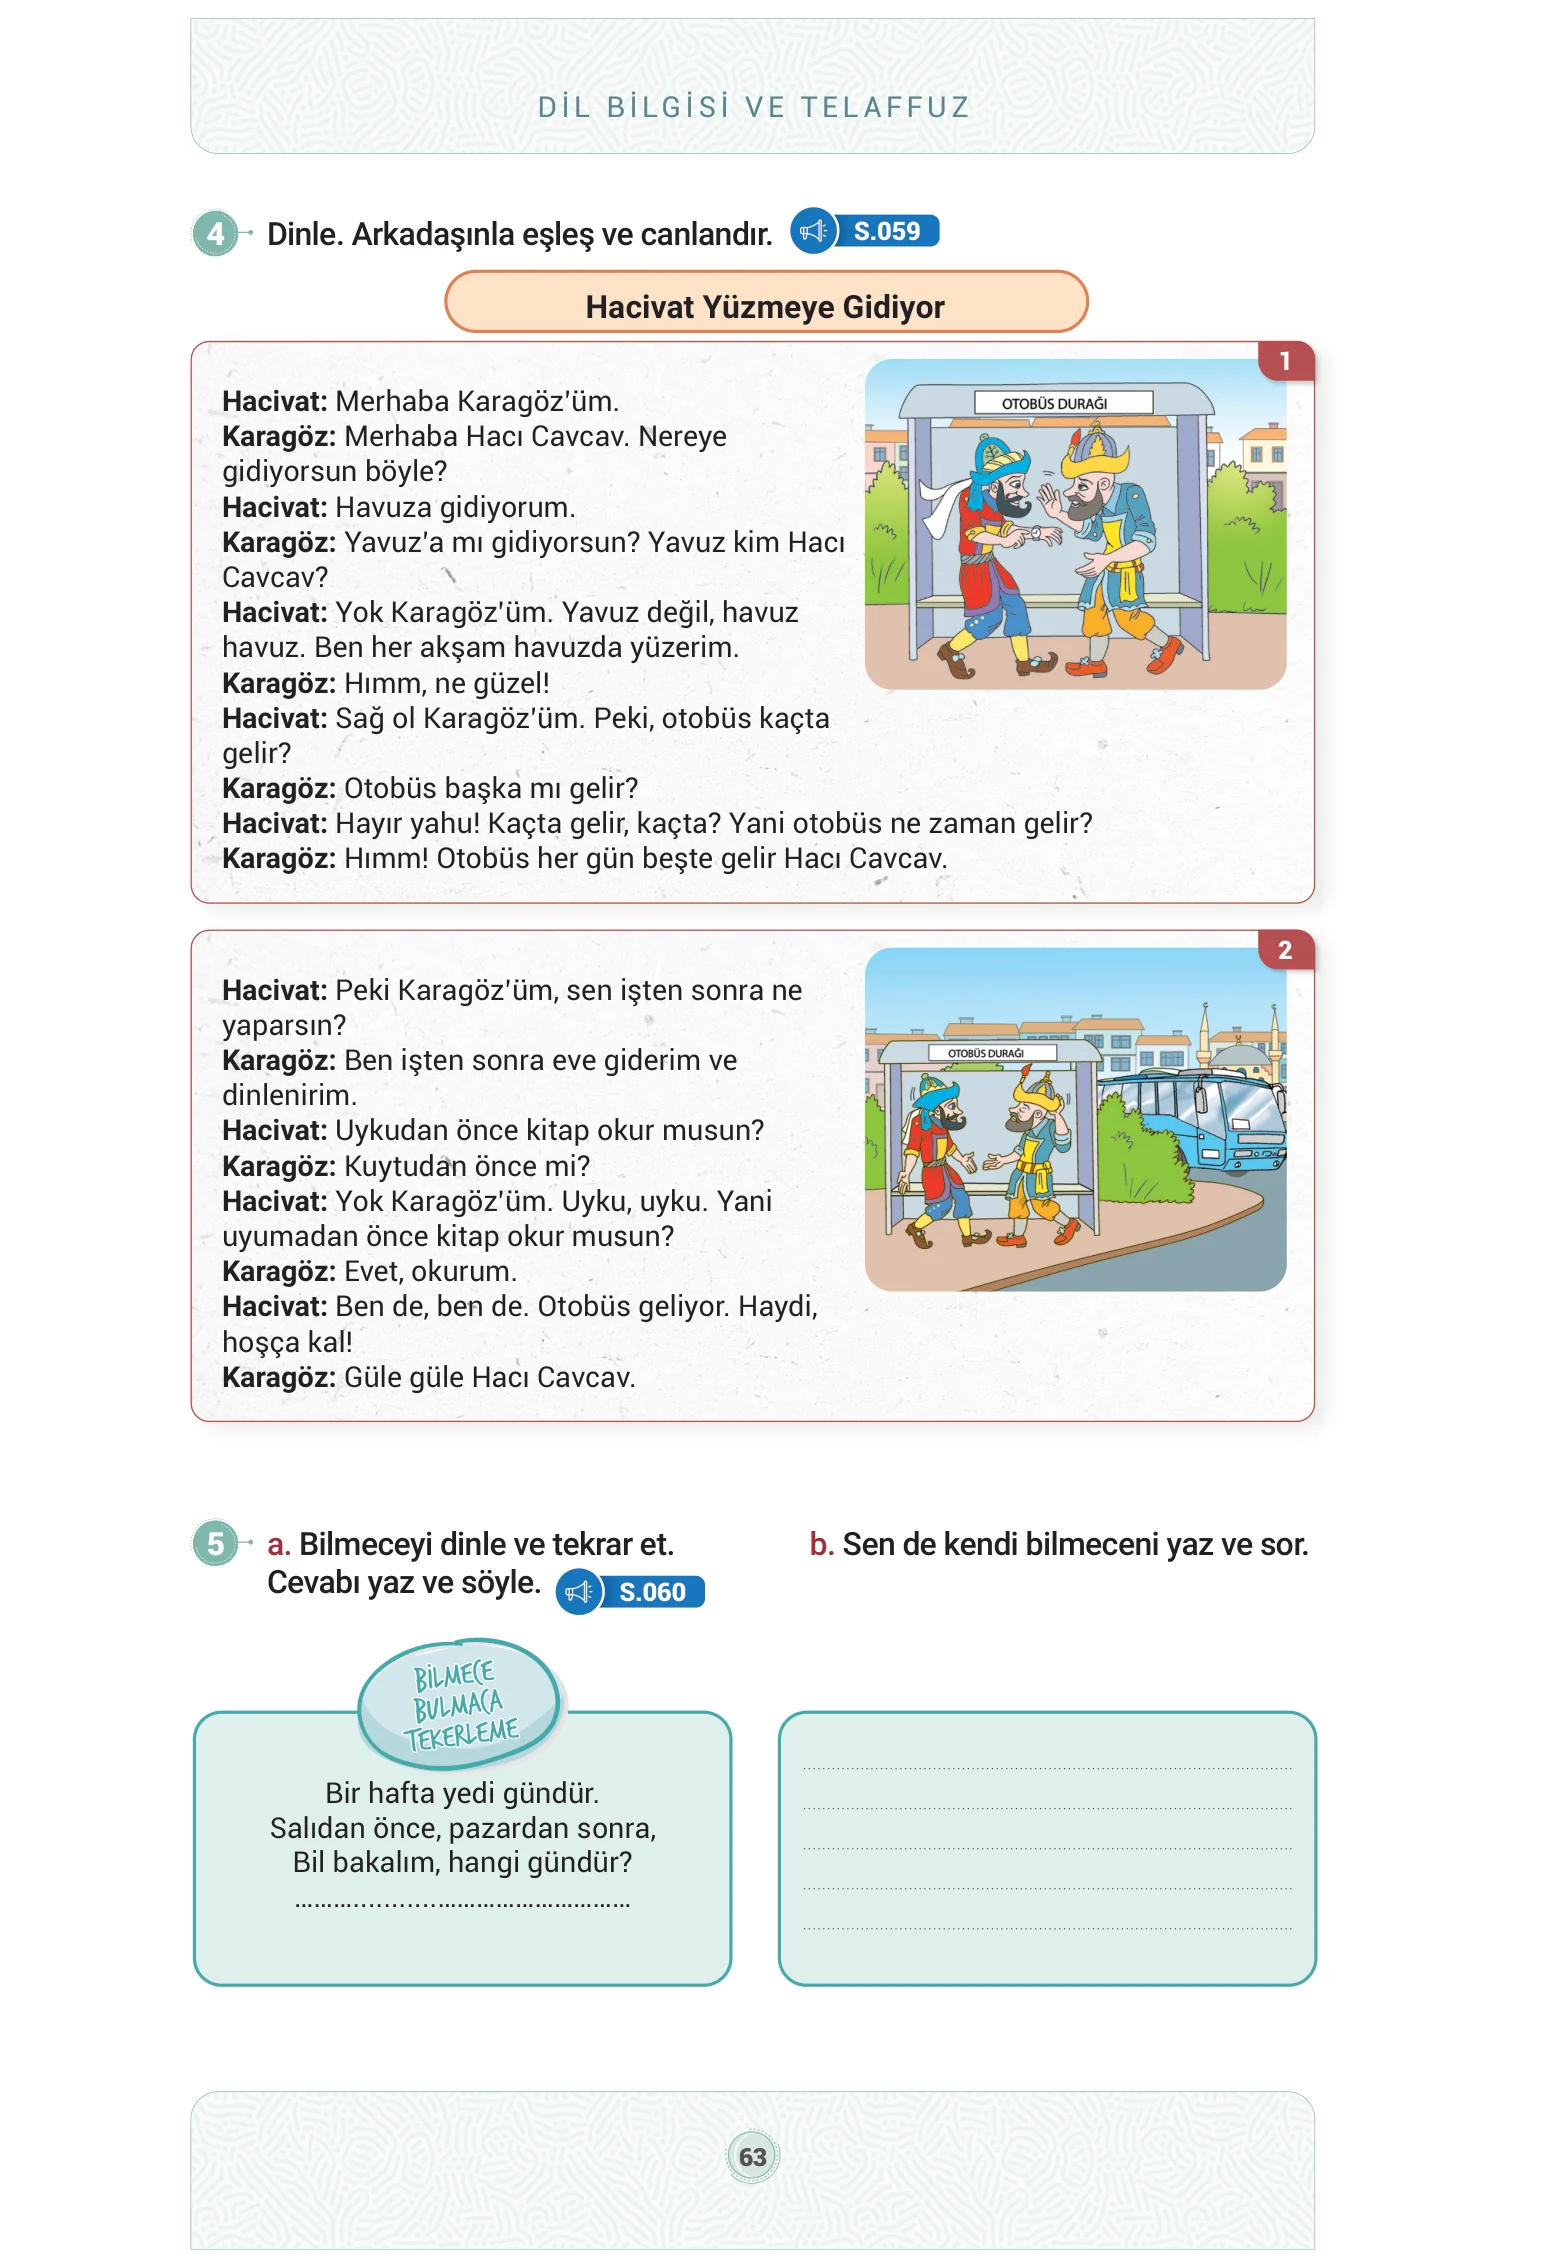 DİL BİLGİSİ VE TELAFFUZ
4 Dinle. Arkadaşınla eşleş ve canlandır. S.059
Hacivat Yüzmeye Gidiyor
1
Hacivat: Merhaba Karagöz'üm.
Karagöz: Merhaba Hacı Cavcav. Nereye
gidiyorsun böyle?
Hacivat: Havuza gidiyorum.
Karagöz: Yavuz'a mı gidiyorsun? Yavuz kim Hacı
Cavcav?
Hacivat: Yok Karagöz'üm. Yavuz değil, havuz
havuz. Ben her akşam havuzda yüzerim.
Karagöz: Hımm, ne güzel!
Hacivat: Sağ ol Karagöz'üm. Peki, otobüs kaçta
gelir?
Karagöz: Otobüs başka mı gelir?
Hacivat: Hayır yahu! Kaçta gelir, kaçta? Yani otobüs ne zaman gelir?
Karagöz: Hımm! Otobüs her gün beşte gelir Hacı Cavcav.
OTOBÜS DURAĞI
2
Hacivat: Peki Karagöz'üm, sen işten sonra ne
yaparsın?
Karagöz: Ben işten sonra eve giderim ve
dinlenirim.
Hacivat: Uykudan önce kitap okur musun?
Karagöz: Kuytudan önce mi?
Hacivat: Yok Karagöz'üm. Uyku, uyku. Yani
uyumadan önce kitap okur musun?
Karagöz: Evet, okurum.
Hacivat: Ben de, ben de. Otobüs geliyor. Haydi,
hoşça kal!
Karagöz: Güle güle Hacı Cavcav.
OTOBÜS DURAĞI
5 a. Bilmeceyi dinle ve tekrar et.
Cevabı yaz ve söyle. S.060
BİLMECE
BULMACA
TEKERLEME
Bir hafta yedi gündür.
Salıdan önce, pazardan sonra,
Bil bakalım, hangi gündür?
b. Sen de kendi bilmeceni yaz ve sor.
63